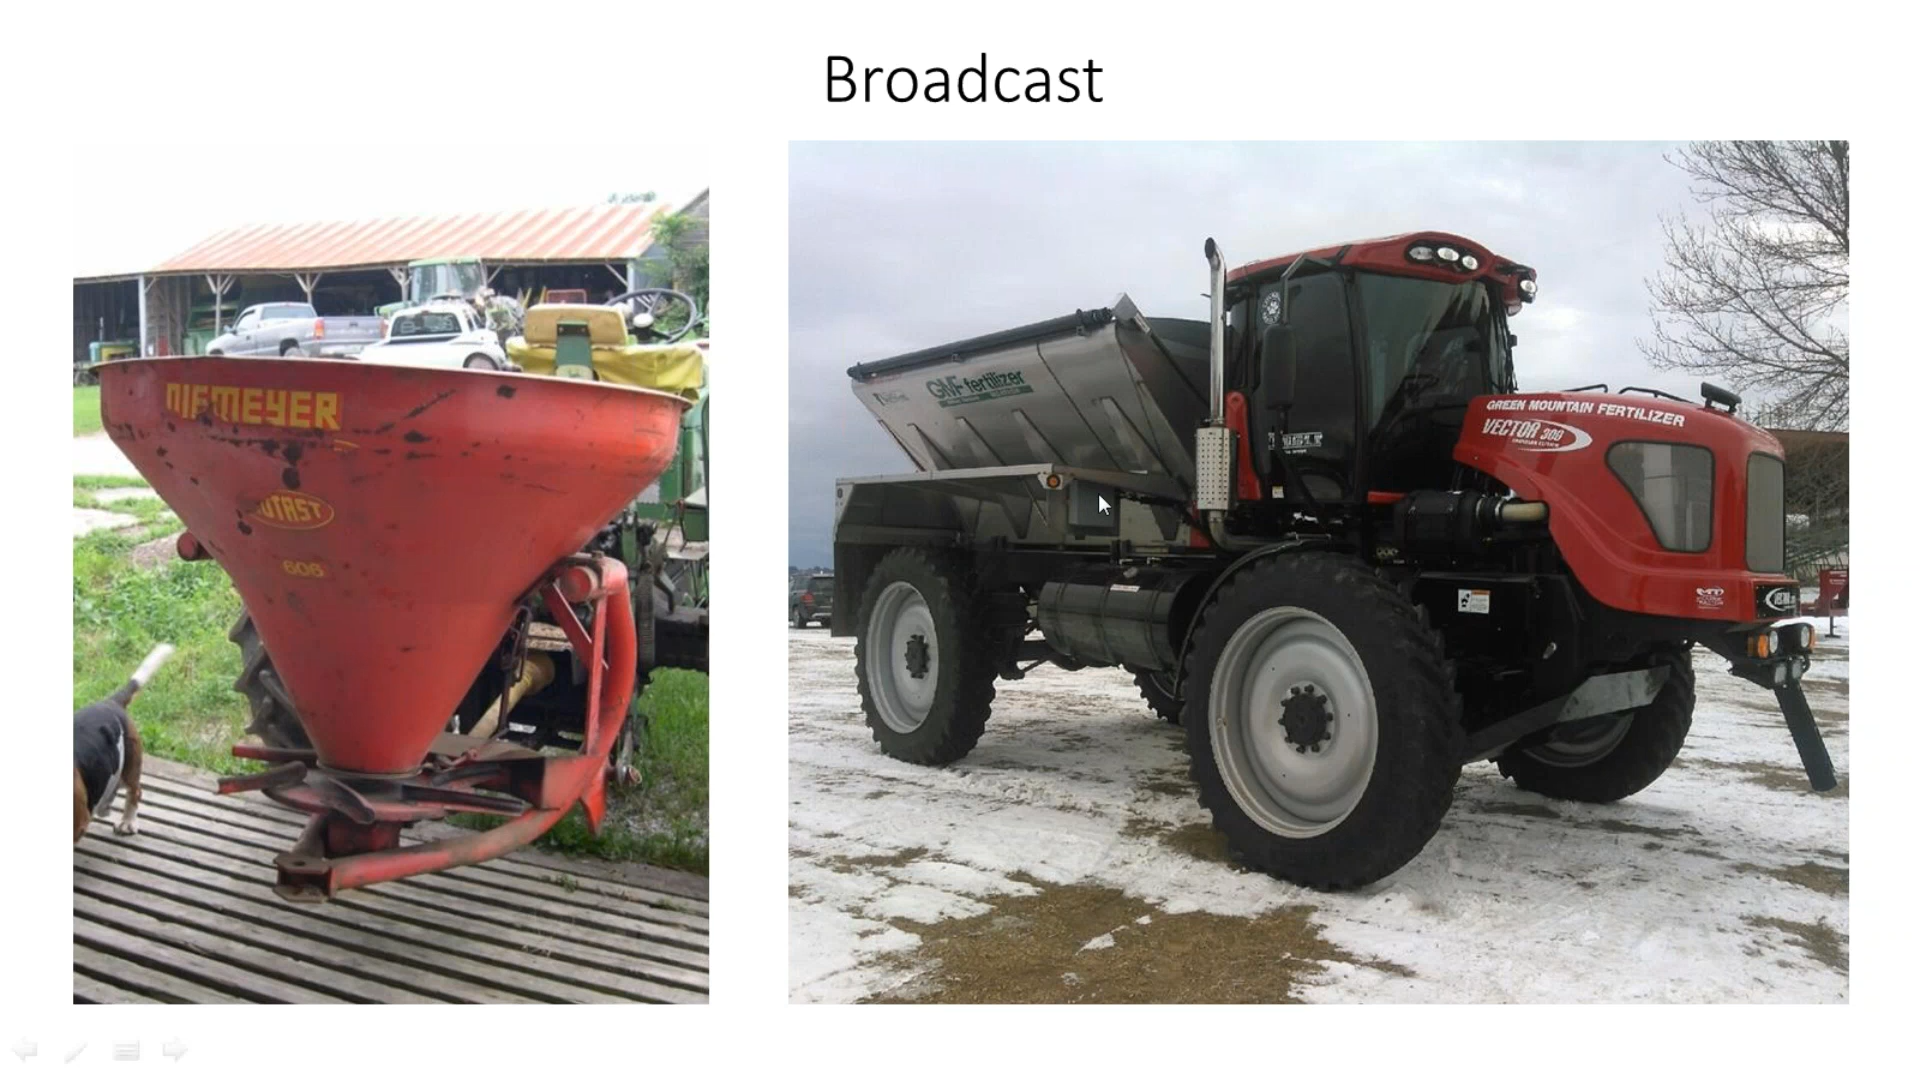 Broadcast
NIEMEYER
606
GMF fertilizer
GREEN MOUNTAIN FERTILIZER
VECTOR 300